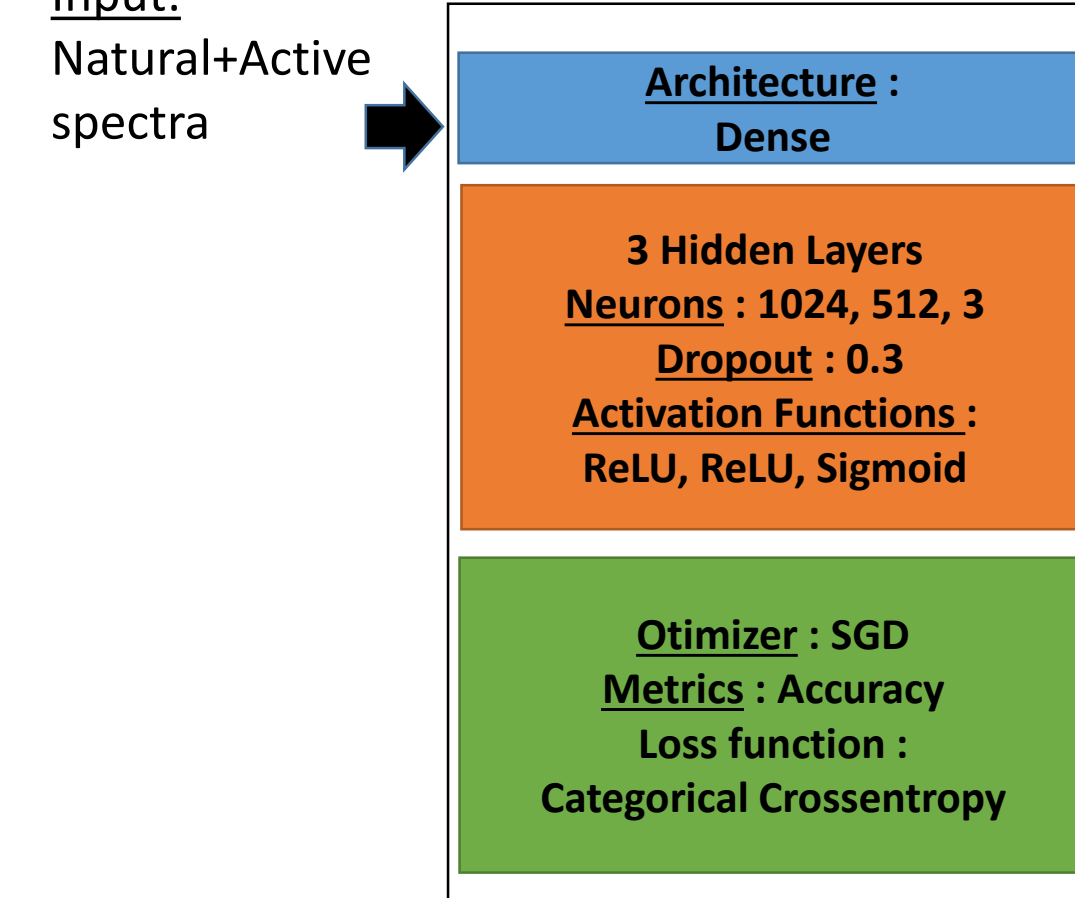 Input:
Natural+Active
spectra
Architecture :
Dense
3 Hidden Layers
Neurons : 1024, 512, 3
Dropout : 0.3
Activation Functions :
ReLU, ReLU, Sigmoid
Otimizer : SGD
Metrics : Accuracy
Loss function :
Categorical Crossentropy